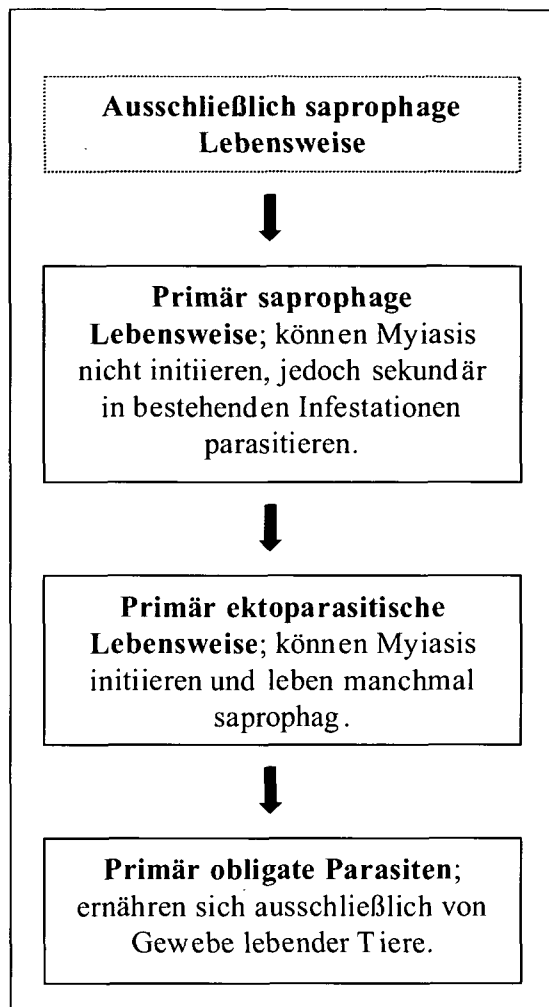 Ausschließlich saprophage
Lebensweise
Primär saprophage
Lebensweise; können Myiasis
nicht initiieren, jedoch sekundär
in bestehenden Infestationen
parasitieren.
Primär ektoparasitische
Lebensweise; können Myiasis
initiieren und leben manchmal
saprophag.
Primär obligate Parasiten;
ernähren sich ausschließlich von
Gewebe lebender Tiere.